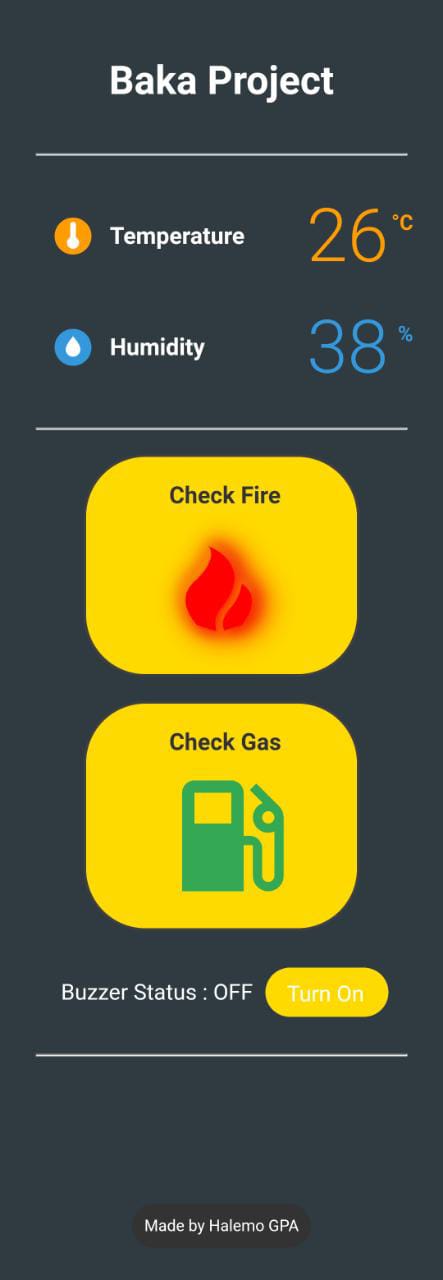 Baka Project
Temperature 26 °C
Humidity 38 %
Check Fire
Check Gas
Buzzer Status : OFF Turn On
Made by Halemo GPA